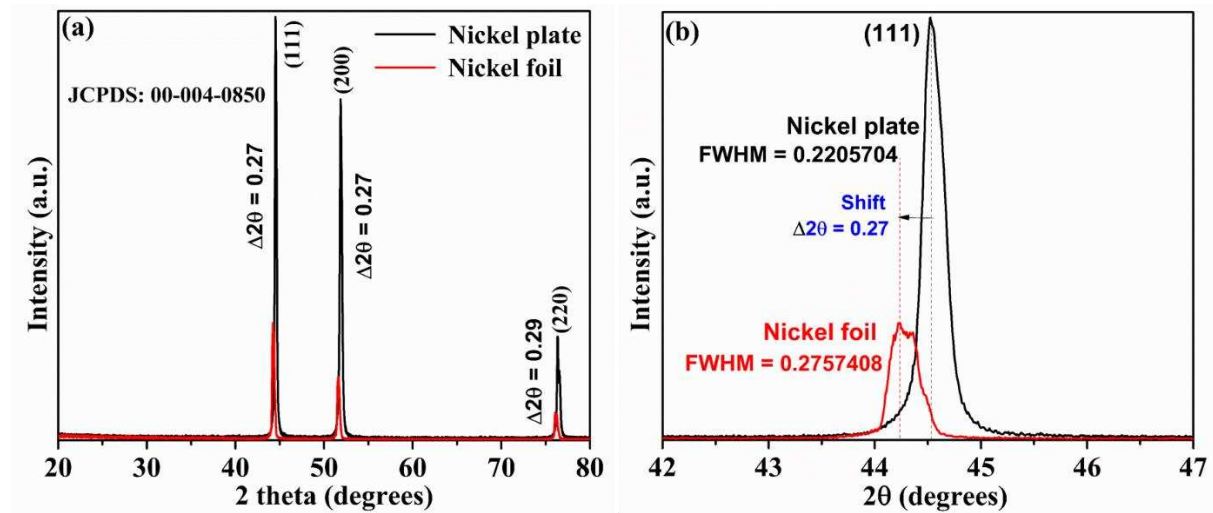 (a)
(111)
(200)
Nickel plate
Nickel foil
JCPDS: 00-004-0850
Δ2θ = 0.27
Δ2θ = 0.27
Δ2θ = 0.29
(220)
Intensity (a.u.)
20 30 40 50 60 70 80
2 theta (degrees)
(b)
(111)
Nickel plate
FWHM = 0.2205704
Shift
Δ2θ = 0.27
Nickel foil
FWHM = 0.2757408
Intensity (a.u.)
42 43 44 45 46 47
2θ (degrees)